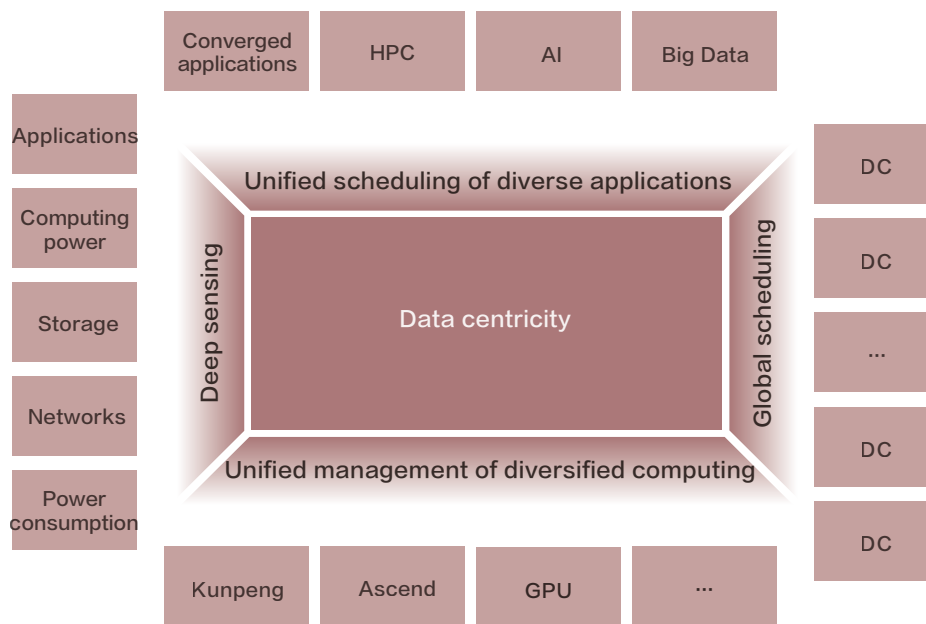 Converged
applications
HPC
AI
Big Data
Applications
Computing
power
Storage
Networks
Power
consumption
Unified scheduling of diverse applications
Deep sensing
Data centricity
Global scheduling
Unified management of diversified computing
DC
DC
...
DC
DC
Kunpeng
Ascend
GPU
...